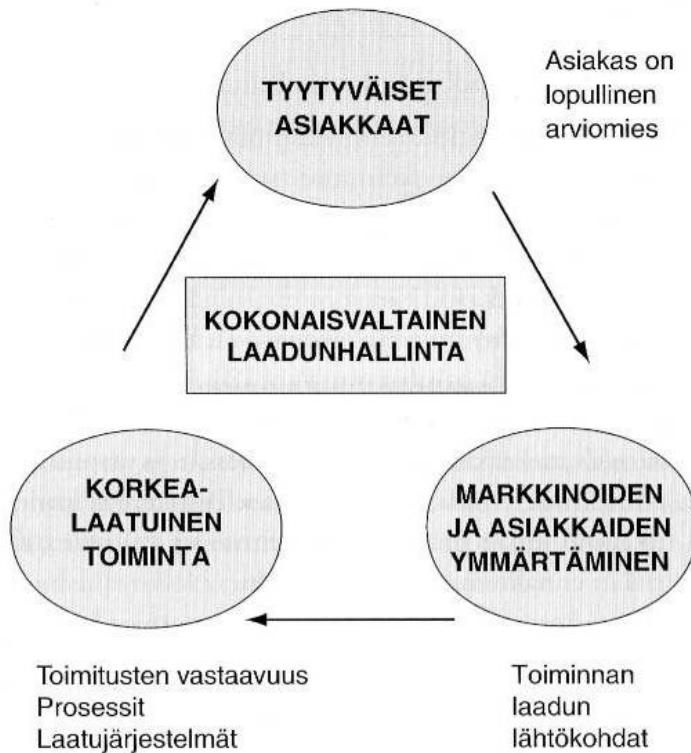 TYYTYVÄISET
ASIAKKAAT
Asiakas on
lopullinen
arviomies
KOKONAISVALTAINEN
LAADUNHALLINTA
KORKEA-
LAATUINEN
TOIMINTA
MARKKINOIDEN
JA ASIAKKAIDEN
YMMÄRTÄMINEN
Toimitusten vastaavuus
Prosessit
Laatujärjestelmät
Toiminnan
laadun
lähtökohdat